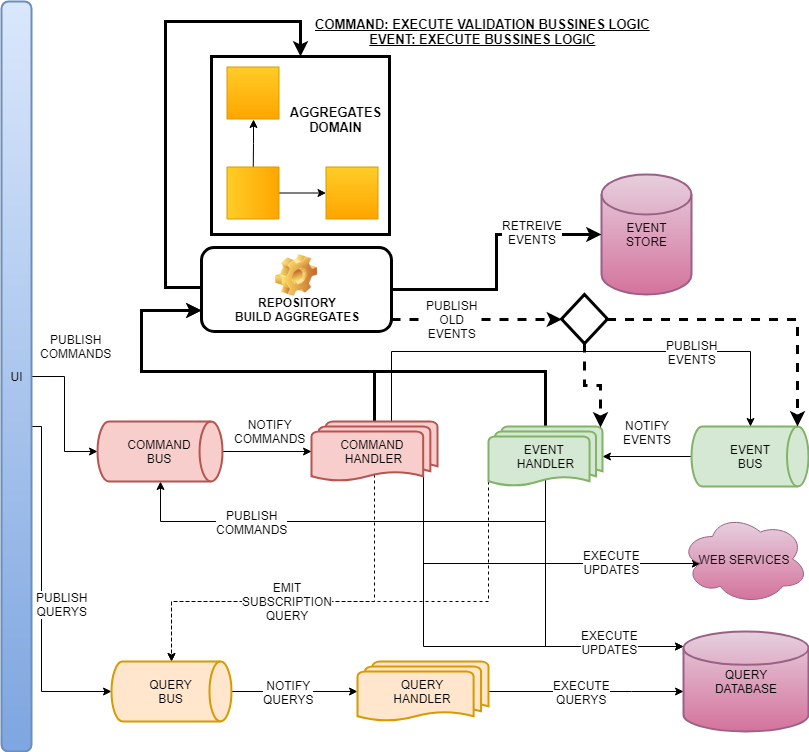 COMMAND: EXECUTE VALIDATION BUSSINES LOGIC
EVENT: EXECUTE BUSSINES LOGIC
AGGREGATES
DOMAIN
RETREIVE
EVENTS
EVENT
STORE
REPOSITORY
BUILD AGGREGATES
PUBLISH
OLD
EVENTS
PUBLISH
COMMANDS
PUBLISH
EVENTS
UI
COMMAND
BUS
NOTIFY
COMMANDS
COMMAND
HANDLER
EVENT
HANDLER
NOTIFY
EVENTS
EVENT
BUS
PUBLISH
COMMANDS
EXECUTE
UPDATES
WEB SERVICES
PUBLISH
QUERYS
EMIT
SUBSCRIPTION
QUERY
EXECUTE
UPDATES
QUERY
BUS
NOTIFY
QUERYS
QUERY
HANDLER
EXECUTE
QUERYS
QUERY
DATABASE